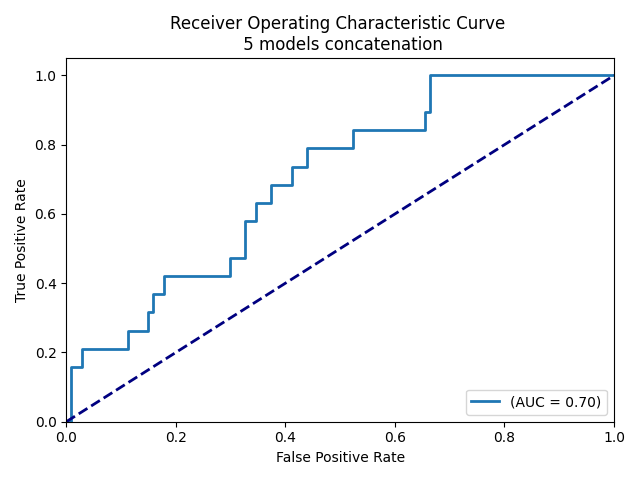 Receiver Operating Characteristic Curve
5 models concatenation
True Positive Rate
1.0
0.8
0.6
0.4
0.2
0.0
(AUC = 0.70)
0.0 0.2 0.4 0.6 0.8 1.0
False Positive Rate